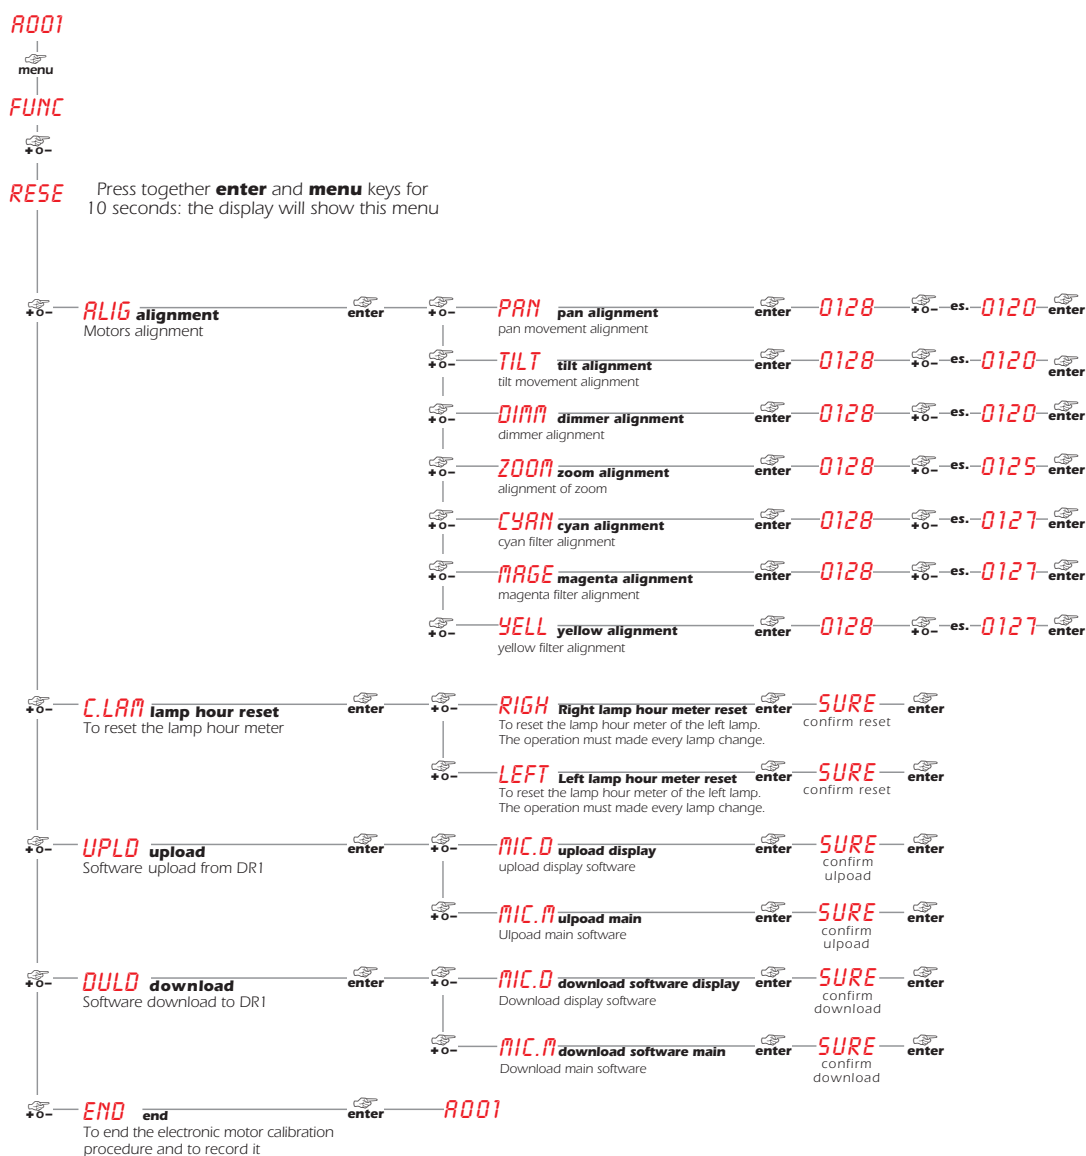 A001
menu
FUNC
+ o -
RESE
Press together enter and menu keys for
10 seconds: the display will show this menu
+ o - ALIG alignment enter + o - PAN pan alignment enter 0128 + o - es. 0120 enter
Motors alignment
pan movement alignment
+ o - TILT tilt alignment enter 0128 + o - es. 0120 enter
tilt movement alignment
+ o - DIMM dimmer alignment enter 0128 + o - es. 0120 enter
dimmer alignment
+ o - ZOOM zoom alignment enter 0128 + o - es. 0125 enter
alignment of zoom
+ o - CYAN cyan alignment enter 0128 + o - es. 0127 enter
cyan filter alignment
+ o - MAGE magenta alignment enter 0128 + o - es. 0127 enter
magenta filter alignment
+ o - YELL yellow alignment enter 0128 + o - es. 0127 enter
yellow filter alignment
+ o - C.LAM lamp hour reset enter + o - RIGH Right lamp hour meter reset enter SURE enter
To reset the lamp hour meter
To reset the lamp hour meter of the left lamp.
The operation must made every lamp change.
confirm reset
+ o - LEFT Left lamp hour meter reset enter SURE enter
To reset the lamp hour meter of the left lamp.
The operation must made every lamp change.
confirm reset
+ o - UPLD upload enter + o - MIC.D upload display enter SURE enter
Software upload from DR1
upload display software
confirm
ulpoad
+ o - MIC.M ulpoad main enter SURE enter
Ulpoad main software
confirm
ulpoad
+ o - DULD download enter + o - MIC.D download software display enter SURE enter
Software download to DR1
Download display software
confirm
download
+ o - MIC.M download software main enter SURE enter
Download main software
confirm
download
+ o - END end enter A001
To end the electronic motor calibration
procedure and to record it